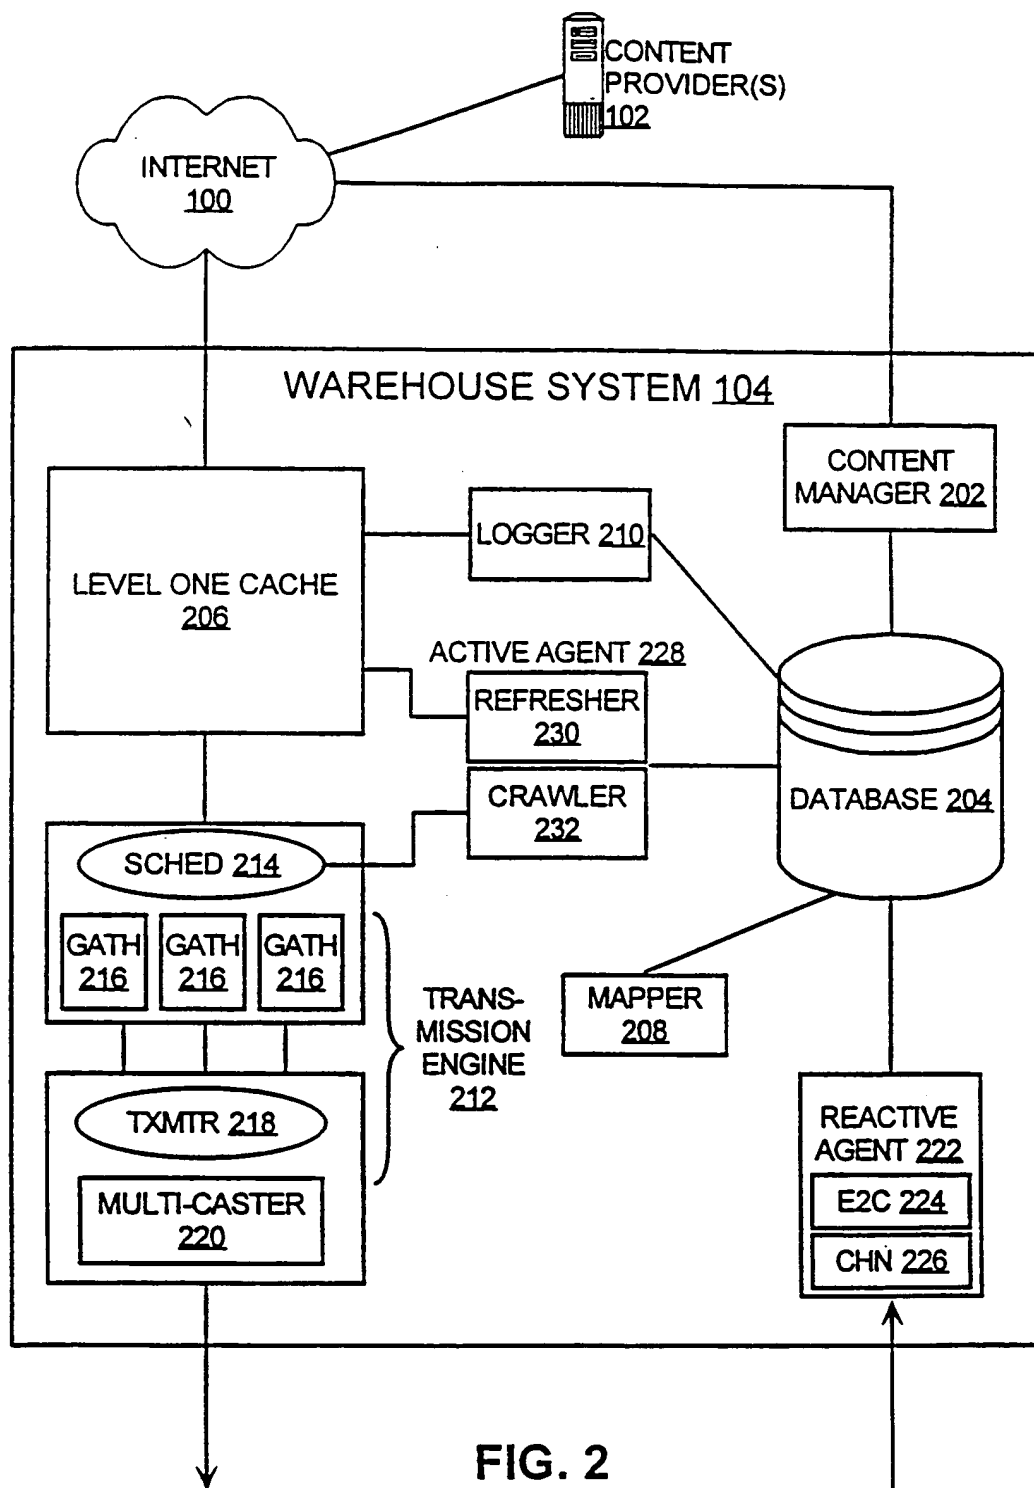 CONTENT
PROVIDER(S)
102
INTERNET
100
WAREHOUSE SYSTEM 104
CONTENT
MANAGER 202
LOGGER 210
LEVEL ONE CACHE
206
ACTIVE AGENT 228
REFRESHER
230
CRAWLER
232
DATABASE 204
SCHED 214
GATH
216
GATH
216
GATH
216
TRANS-
MISSION
ENGINE
212
MAPPER
208
TXMTR 218
MULTI-CASTER
220
REACTIVE
AGENT 222
E2C 224
CHN 226
FIG. 2